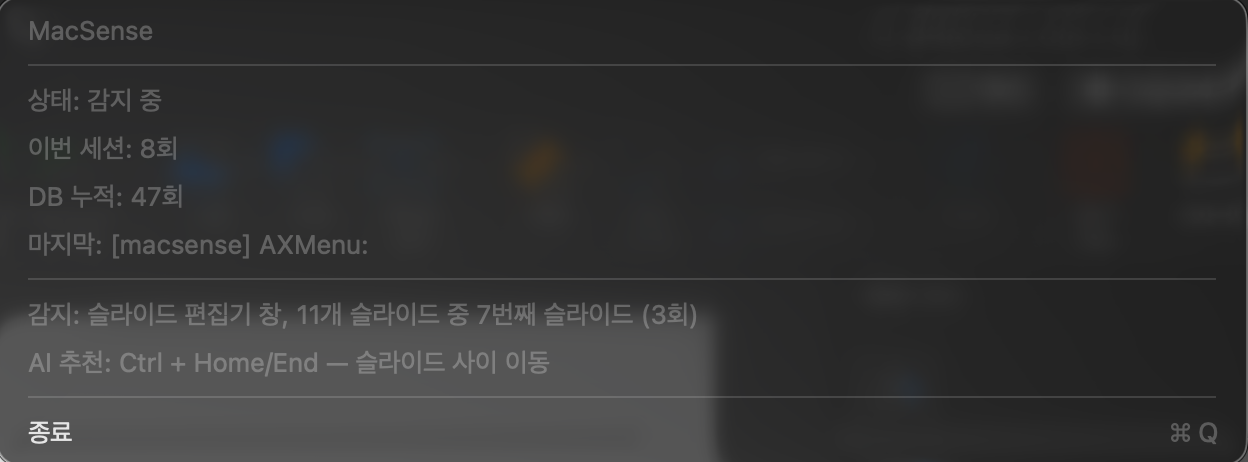 MacSense
상태: 감지 중
이번 세션: 8회
DB 누적: 47회
마지막: [macsense] AXMenu:
감지: 슬라이드 편집기 창, 11개 슬라이드 중 7번째 슬라이드 (3회)
AI 추천: Ctrl + Home/End — 슬라이드 사이 이동
종료 ⌘ Q